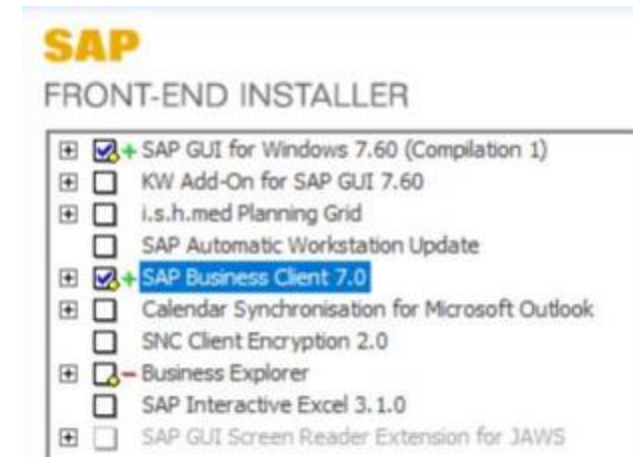 SAP
FRONT-END INSTALLER
SAP GUI for Windows 7.60 (Compilation 1)
KW Add-On for SAP GUI 7.60
i.s.h.med Planning Grid
SAP Automatic Workstation Update
SAP Business Client 7.0
Calendar Synchronisation for Microsoft Outlook
SNC Client Encryption 2.0
Business Explorer
SAP Interactive Excel 3.1.0
SAP GUI Screen Reader Extension for JAWS